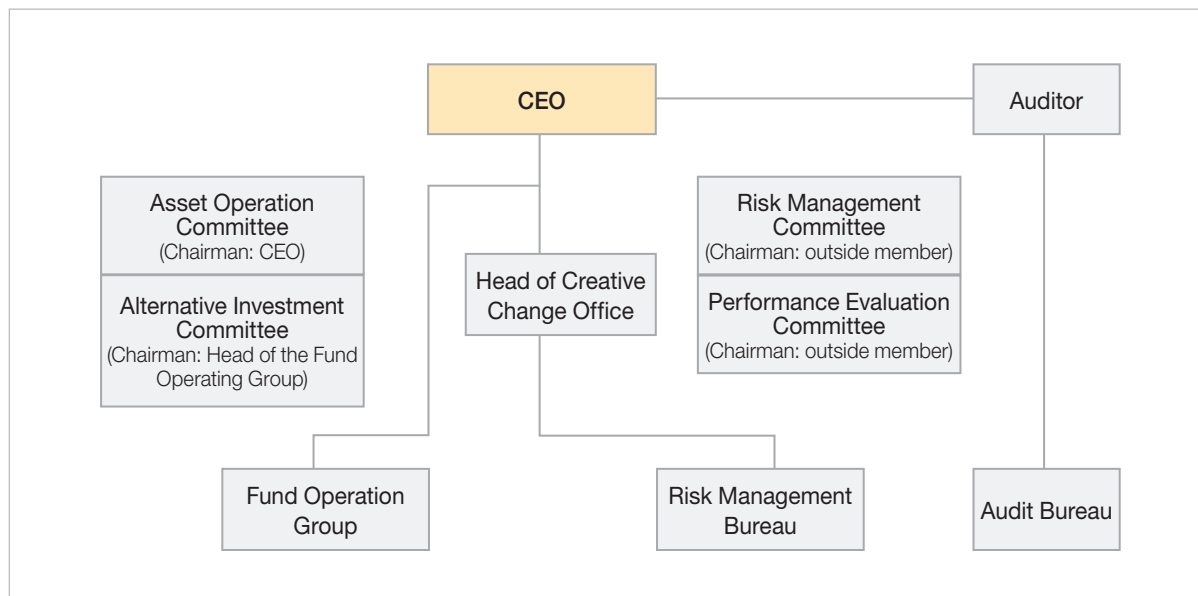 CEO
Auditor
Asset Operation
Committee
(Chairman: CEO)
Alternative Investment
Committee
(Chairman: Head of the Fund
Operating Group)
Head of Creative
Change Office
Risk Management
Committee
(Chairman: outside member)
Performance Evaluation
Committee
(Chairman: outside member)
Fund Operation
Group
Risk Management
Bureau
Audit Bureau